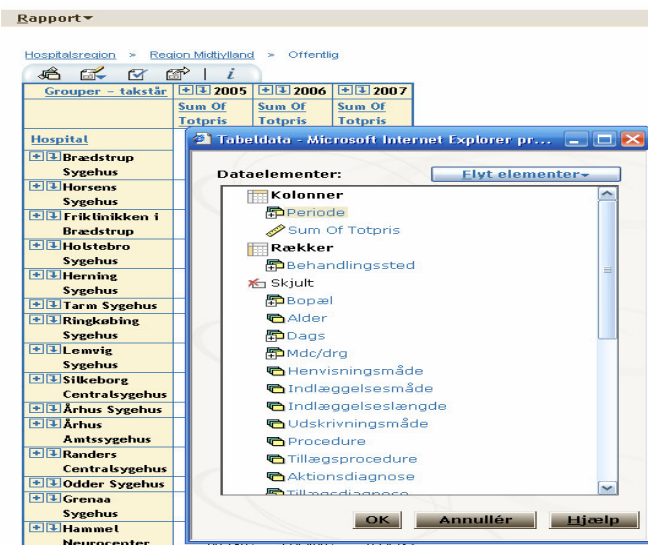 Rapport
Hospitalsregion > Region Midtjylland > Offentlig
i
Grouper – takstår 2005 2006 2007
Sum Of Totpris Sum Of Totpris Sum Of Totpris
Hospital
Brædstrup Sygehus
Horsens Sygehus
Friklinikken i Brædstrup
Holstebro Sygehus
Herning Sygehus
Tarm Sygehus
Ringkøbing Sygehus
Lemvig Sygehus
Silkeborg Centralsygehus
Århus Sygehus
Århus Amtssygehus
Randers Centralsygehus
Odder Sygehus
Grenaa Sygehus
Hammel Neurocenter
Tabeldata - Microsoft Internet Explorer pr...
Dataelementer: Flyt elementer
Kolonner
Periode
Sum Of Totpris
Rækker
Behandlingssted
Skjult
Bopæl
Alder
Dags
Mdc/drg
Henvisningsmåde
Indlæggelsesmåde
Indlæggelseslængde
Udskrivningsmåde
Procedure
Tillægsprocedure
Aktionsdiagnose
Tillægsdiagnose
OK Annullér Hjælp